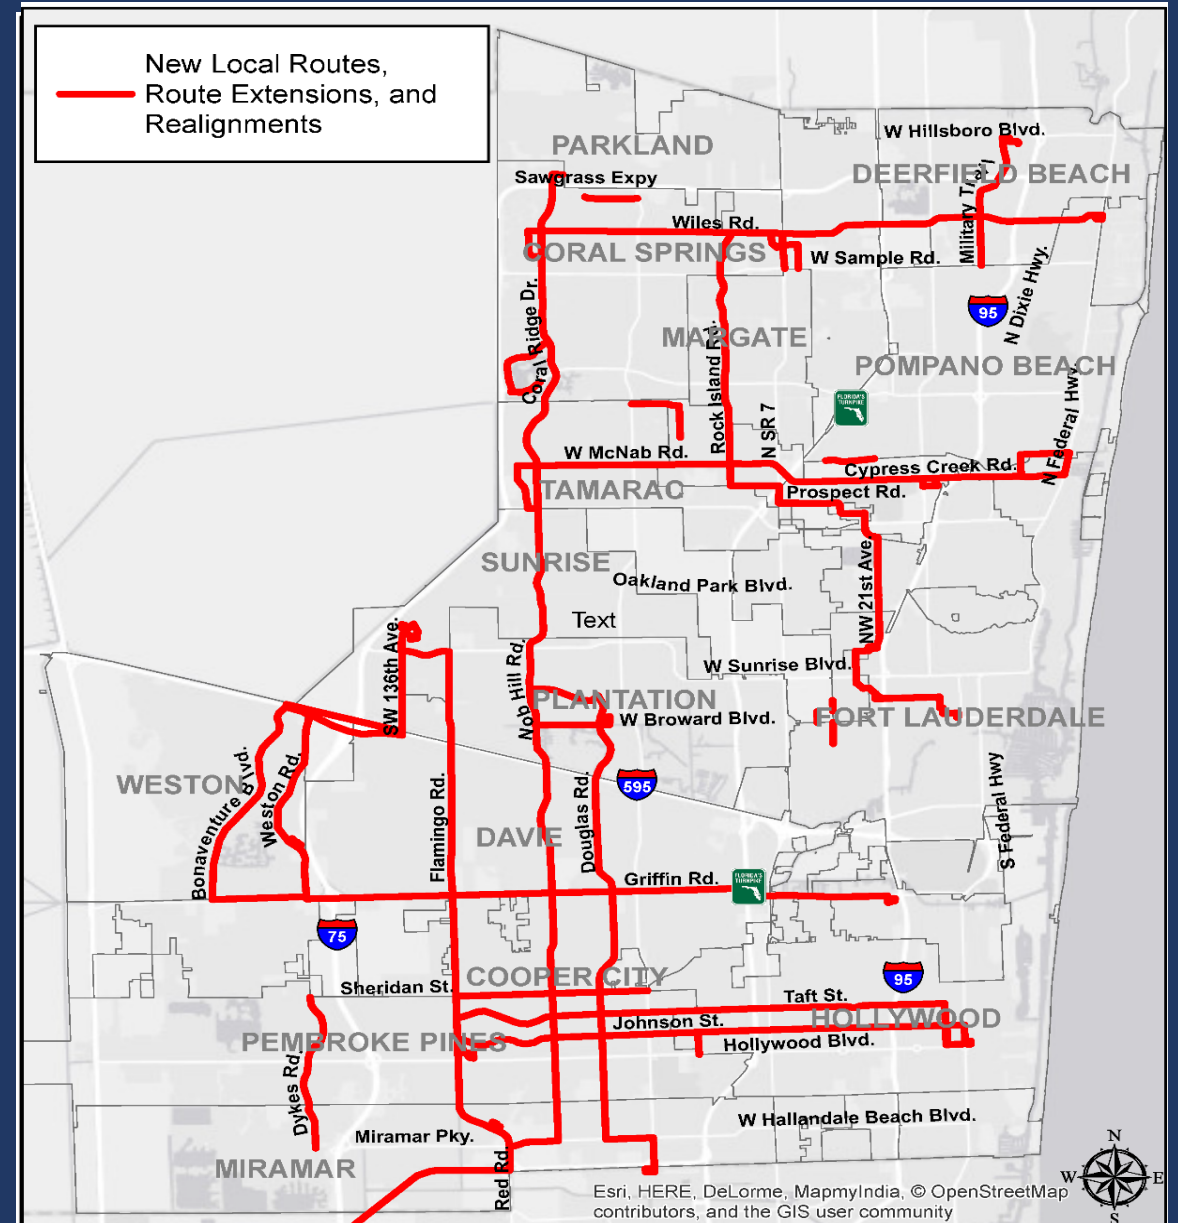 New Local Routes,
Route Extensions, and
Realignments
W Hillsboro Blvd.
PARKLAND
DEERFIELD BEACH
Sawgrass Expy
Military Trl
Wiles Rd.
CORAL SPRINGS
W Sample Rd.
N Dixie Hwy.
95
Coral Ridge Dr.
MARGATE
Rock Island Rd.
POMPANO BEACH
FLORIDA'S
TURNPIKE
N SR 7
N Federal Hwy.
W McNab Rd.
Cypress Creek Rd.
TAMARAC
Prospect Rd.
SUNRISE
Oakland Park Blvd.
NW 21st Ave.
Text
SW 136th Ave.
Nob Hill Rd.
W Sunrise Blvd.
PLANTATION
W Broward Blvd.
FORT LAUDERDALE
WESTON
Bonaventure Blvd.
Weston Rd.
595
Flamingo Rd.
DAVIE
Douglas Rd.
S Federal Hwy
Griffin Rd.
FLORIDA'S
TURNPIKE
75
COOPER CITY
95
Sheridan St.
Taft St.
Johnson St.
HOLLYWOOD
PEMBROKE PINES
Hollywood Blvd.
Dykes Rd.
W Hallandale Beach Blvd.
Miramar Pky.
MIRAMAR
Red Rd.
N
W
E
S
Esri, HERE, DeLorme, MapmyIndia, © OpenStreetMap
contributors, and the GIS user community